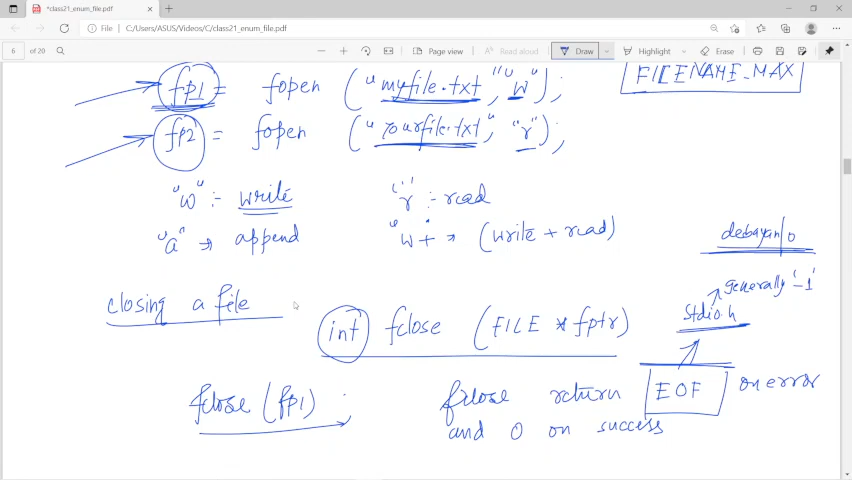 *class21_enum_file.pdf
File C:/Users/ASUS/Videos/C/class21_enum_file.pdf
6 of 20 Page view Read aloud Draw Highlight Erase
fp1 = fopen ("myfile.txt", "w");
FILENAME_MAX
fp2 = fopen ("yourfile.txt", "r");
"w" :- write "r" :- read
"a" → append "w+" → (write + read)
debayan/0
closing a file
generally '-1'
int fclose (FILE * fptr)
stdio.h
fclose (fp1) ;
fclose return EOF on error
and 0 on success